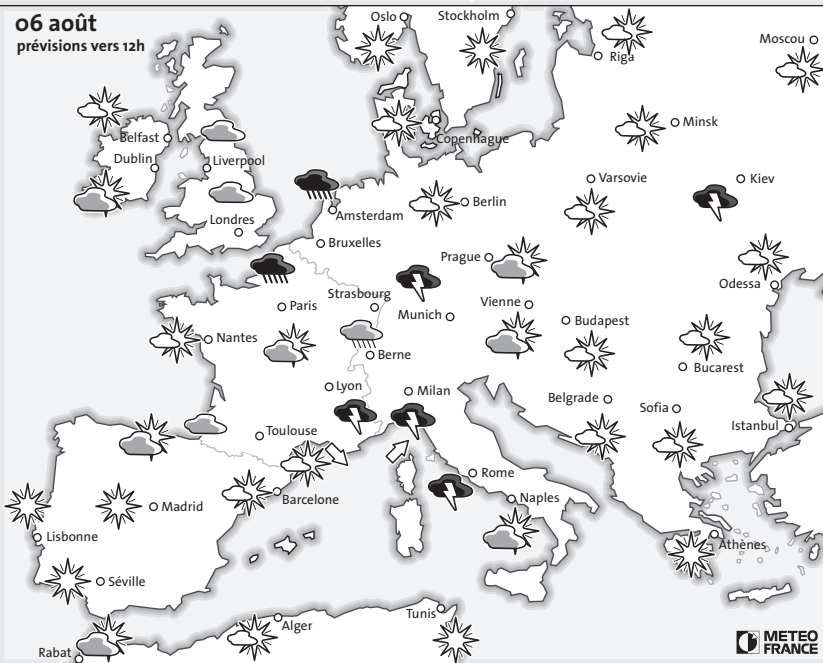 06 août
prévisions vers 12h
Oslo
Stockholm
Riga
Moscou
Minsk
Belfast
Copenhague
Dublin
Liverpool
Varsovie
Kiev
Londres
Amsterdam
Berlin
Bruxelles
Prague
Odessa
Strasbourg
Paris
Munich
Vienne
Nantes
Budapest
Berne
Bucarest
Lyon
Milan
Belgrade
Sofia
Istanbul
Toulouse
Rome
Barcelone
Naples
Madrid
Lisbonne
Athènes
Séville
Tunis
Alger
Rabat
METEO
FRANCE